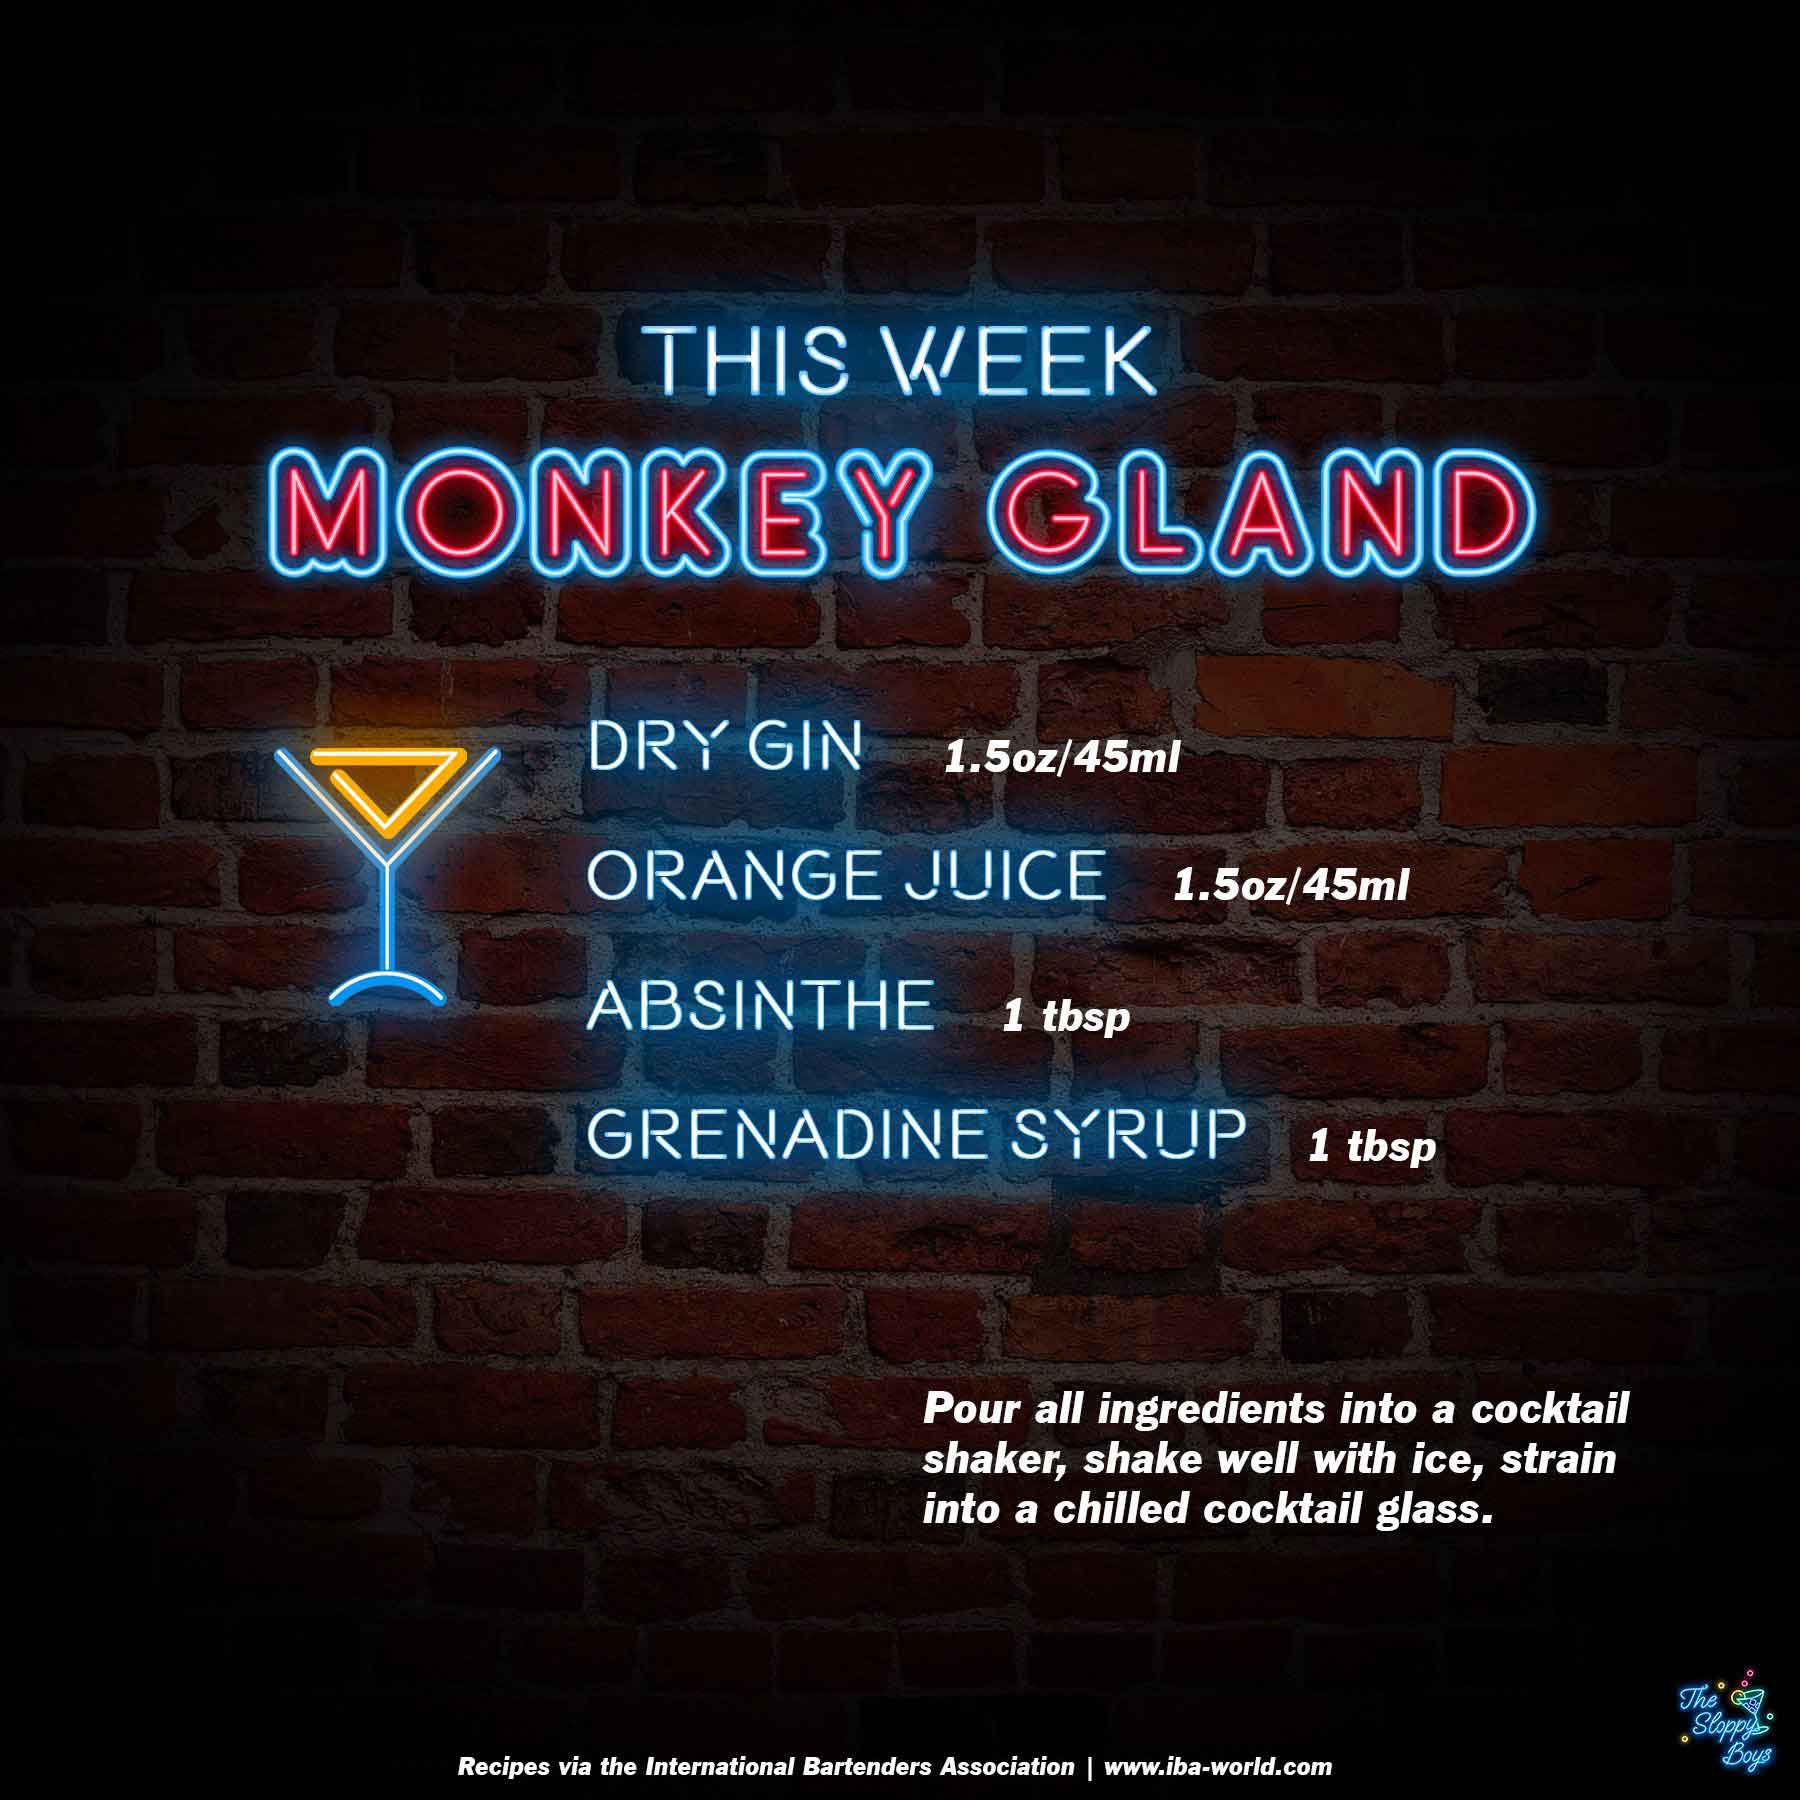 THIS WEEK
MONKEY GLAND
DRY GIN 1.5oz/45ml
ORANGE JUICE 1.5oz/45ml
ABSINTHE 1 tbsp
GRENADINE SYRUP 1 tbsp
Pour all ingredients into a cocktail
shaker, shake well with ice, strain
into a chilled cocktail glass.
The
Sloppy
Boys
Recipes via the International Bartenders Association | www.iba-world.com